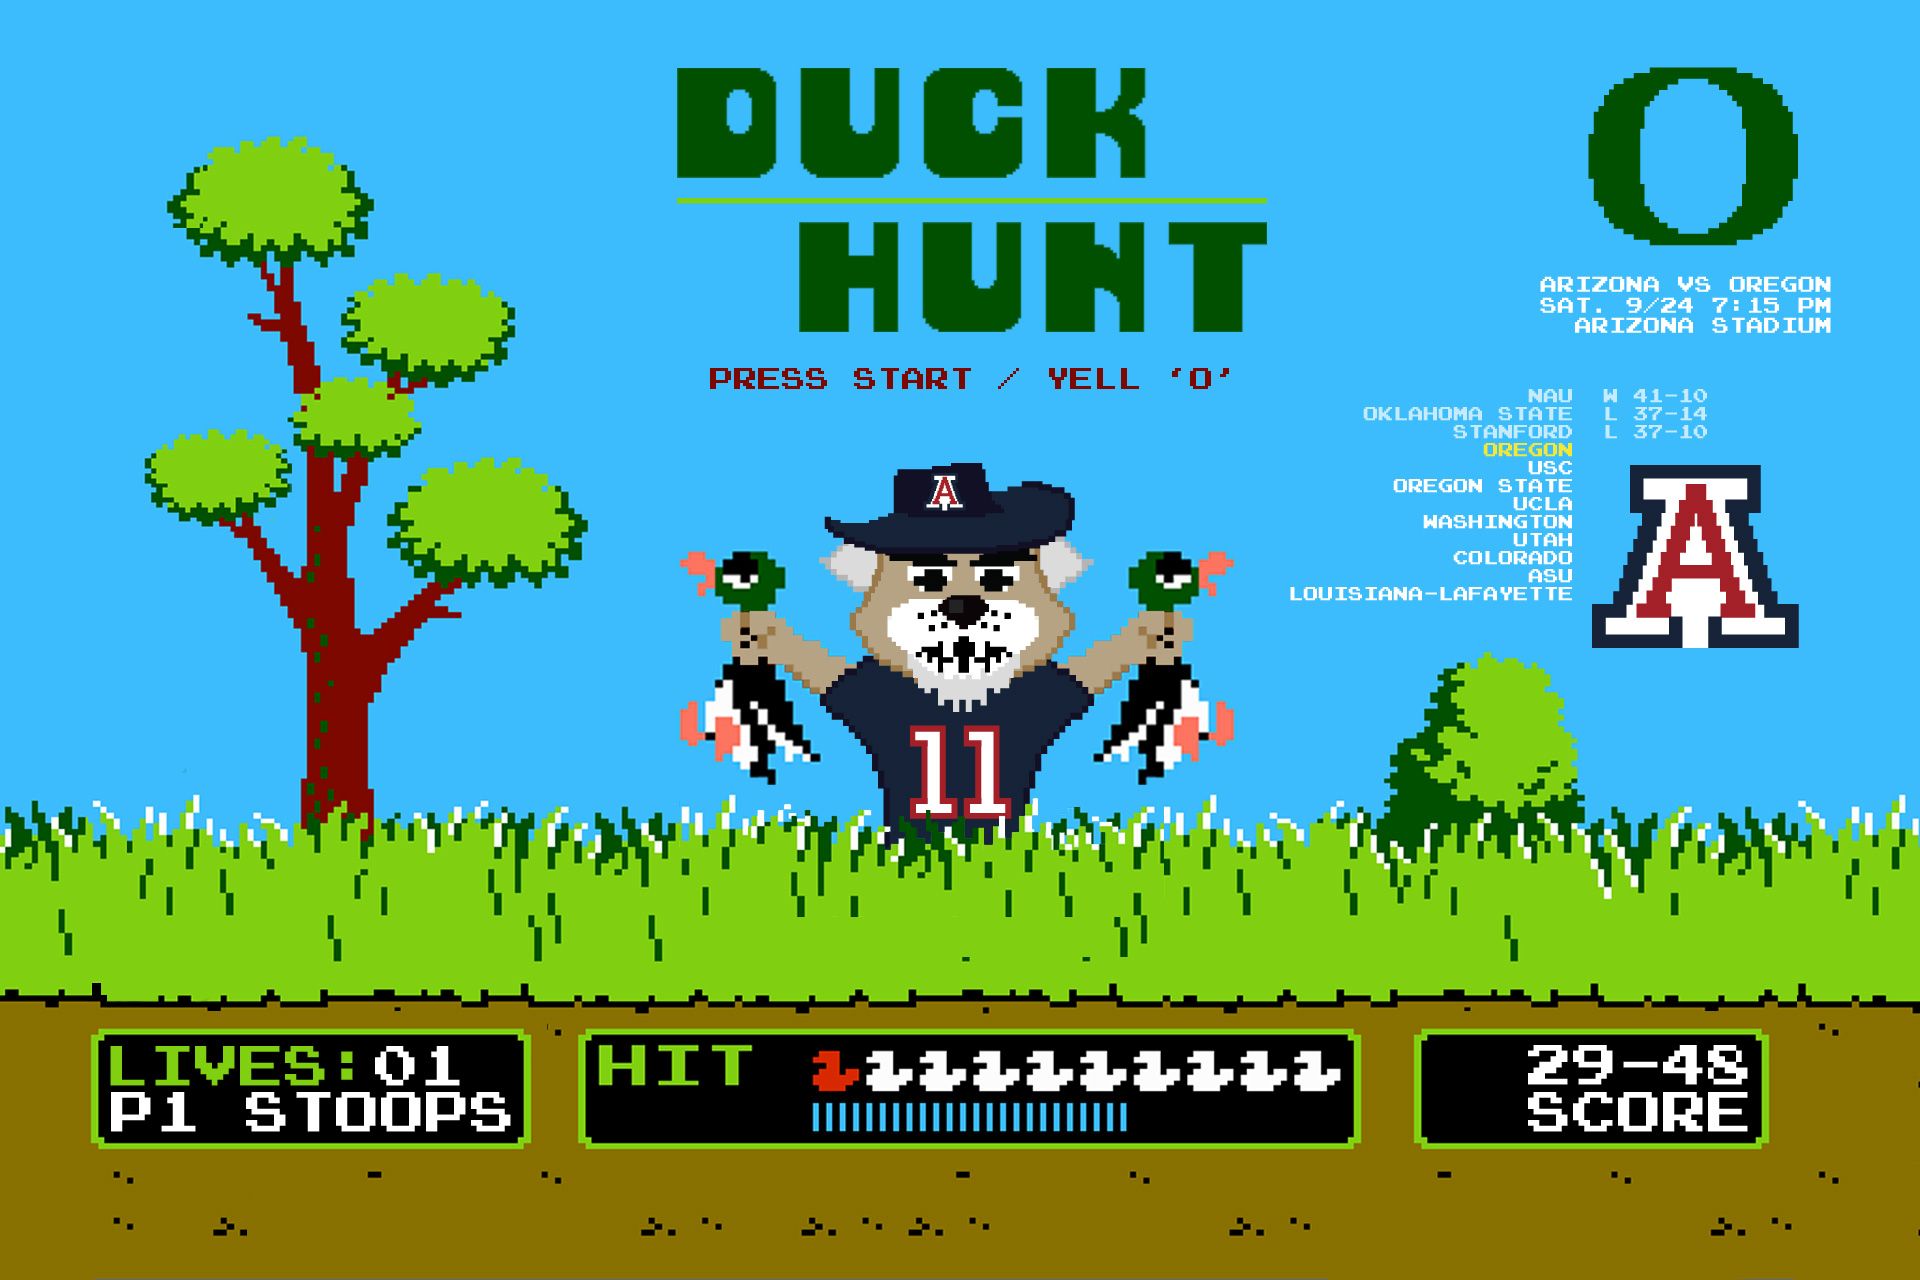 DUCK
HUNT
PRESS START / YELL ‘O’
O
ARIZONA VS OREGON
SAT. 9/24 7:15 PM
ARIZONA STADIUM
NAU W 41-10
OKLAHOMA STATE L 37-14
STANFORD L 37-10
OREGON
USC
OREGON STATE
UCLA
WASHINGTON
UTAH
COLORADO
ASU
LOUISIANA-LAFAYETTE
A
A
11
LIVES:01
P1 STOOPS
HIT
29-48
SCORE